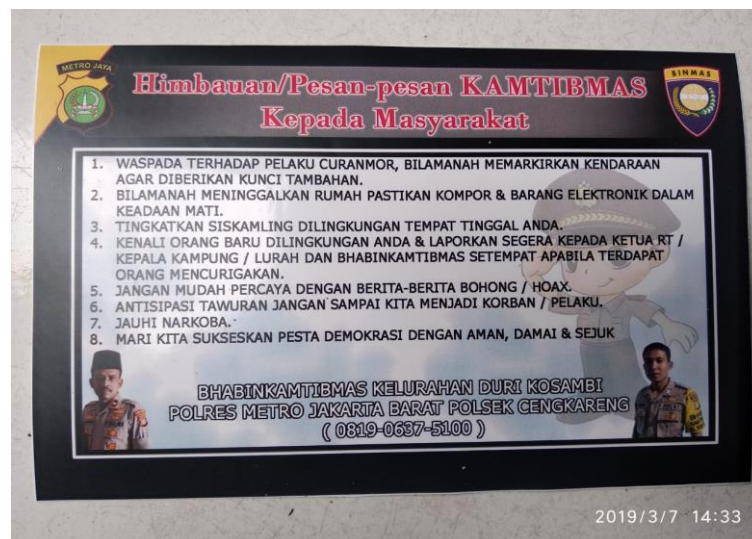 METRO JAYA
BINMAS
Himbauan/Pesan-pesan KAMTIBMAS
Kepada Masyarakat
1. WASPADA TERHADAP PELAKU CURANMOR, BILAMANAH MEMARKIRKAN KENDARAAN
AGAR DIBERIKAN KUNCI TAMBAHAN.
2. BILAMANAH MENINGGALKAN RUMAH PASTIKAN KOMPOR & BARANG ELEKTRONIK DALAM
KEADAAN MATI.
3. TINGKATKAN SISKAMLING DILINGKUNGAN TEMPAT TINGGAL ANDA.
4. KENALI ORANG BARU DILINGKUNGAN ANDA & LAPORKAN SEGERA KEPADA KETUA RT /
KEPALA KAMPUNG / LURAH DAN BHABINKAMTIBMAS SETEMPAT APABILA TERDAPAT
ORANG MENCURIGAKAN.
5. JANGAN MUDAH PERCAYA DENGAN BERITA-BERITA BOHONG / HOAX.
6. ANTISIPASI TAWURAN JANGAN SAMPAI KITA MENJADI KORBAN / PELAKU.
7. JAUHI NARKOBA.
8. MARI KITA SUKSESKAN PESTA DEMOKRASI DENGAN AMAN, DAMAI & SEJUK
BHABINKAMTIBMAS KELURAHAN DURI KOSAMBI
POLRES METRO JAKARTA BARAT POLSEK CENGKARENG
( 0819-0637-5100 )
2019/3/7 14:33